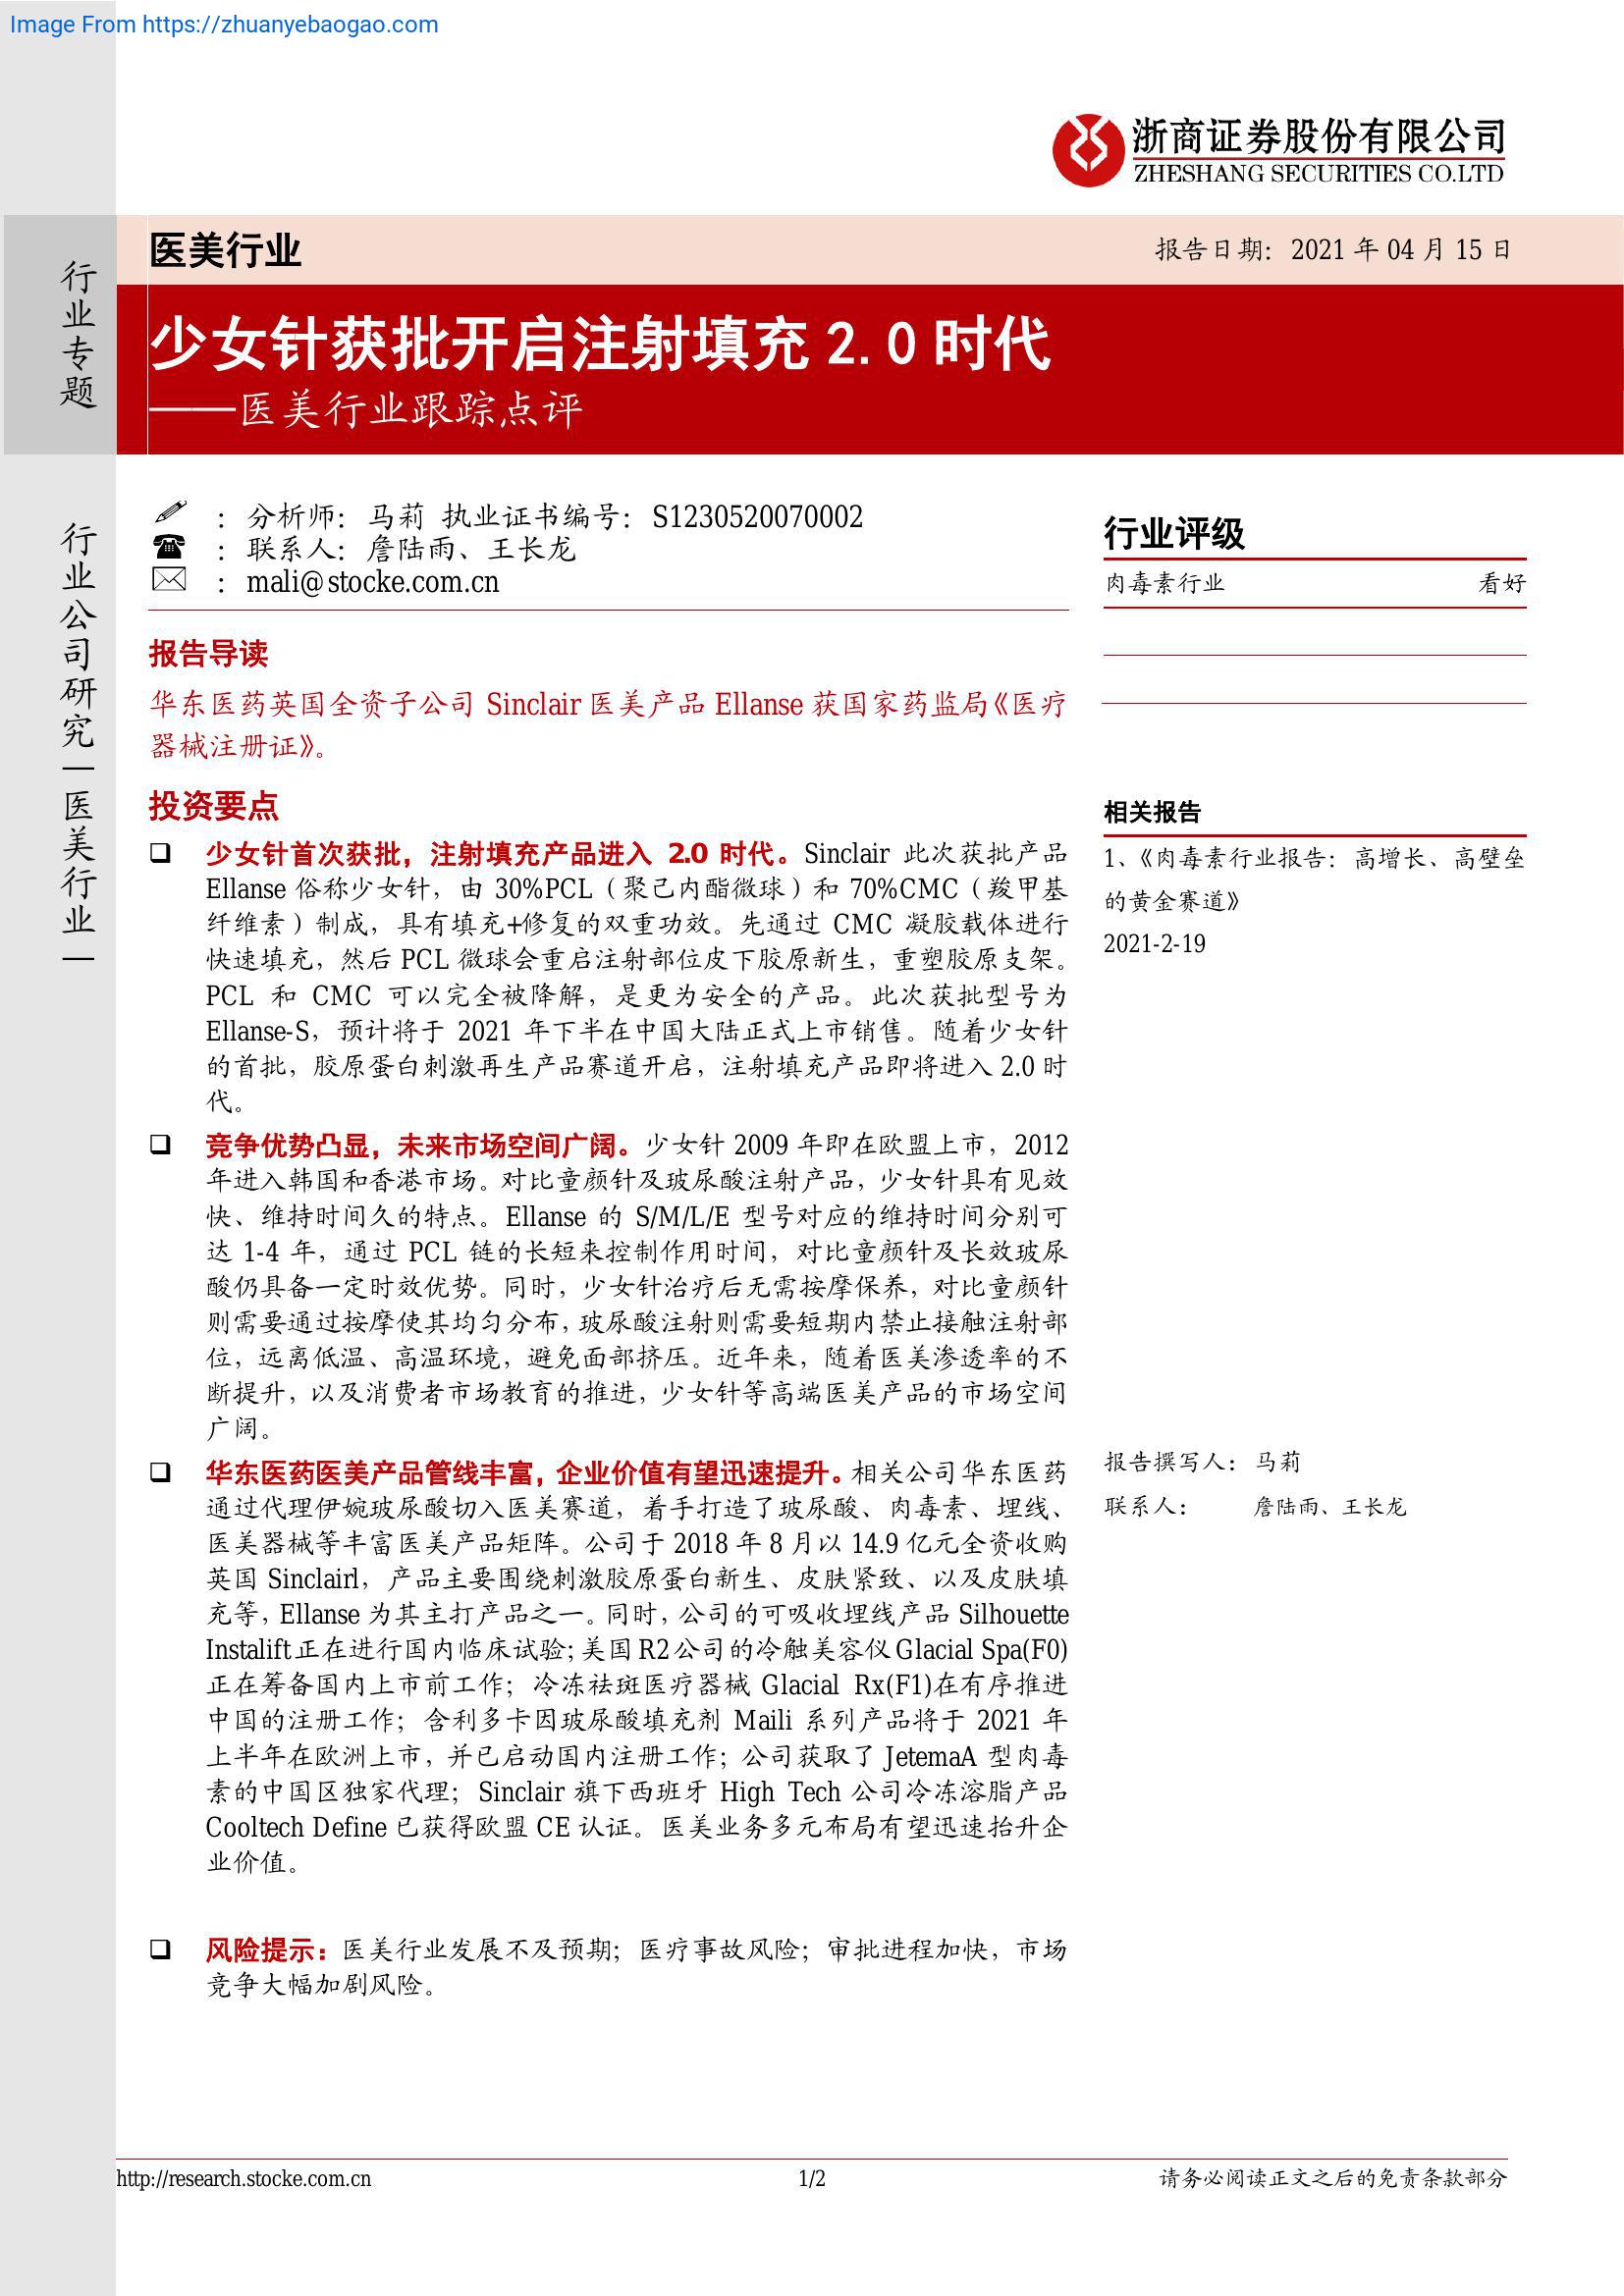 Image From https://zhuanyebaogao.com
浙商证券股份有限公司
ZHESHANG SECURITIES CO.LTD
行业专题
医美行业
报告日期：2021 年 04 月 15 日
少女针获批开启注射填充 2.0 时代
——医美行业跟踪点评
行业公司研究｜医美行业｜
：分析师：马莉 执业证书编号：S1230520070002
：联系人：詹陆雨、王长龙
：mali@stocke.com.cn
报告导读
华东医药英国全资子公司 Sinclair 医美产品 Ellanse 获国家药监局《医疗
器械注册证》。
投资要点
❑ 少女针首次获批，注射填充产品进入 2.0 时代。Sinclair 此次获批产品
Ellanse 俗称少女针，由 30%PCL（聚己内酯微球）和 70%CMC（羧甲基
纤维素）制成，具有填充+修复的双重功效。先通过 CMC 凝胶载体进行
快速填充，然后 PCL 微球会重启注射部位皮下胶原新生，重塑胶原支架。
PCL 和 CMC 可以完全被降解，是更为安全的产品。此次获批型号为
Ellanse-S，预计将于 2021 年下半在中国大陆正式上市销售。随着少女针
的首批，胶原蛋白刺激再生产品赛道开启，注射填充产品即将进入 2.0 时
代。
❑ 竞争优势凸显，未来市场空间广阔。少女针 2009 年即在欧盟上市，2012
年进入韩国和香港市场。对比童颜针及玻尿酸注射产品，少女针具有见效
快、维持时间久的特点。Ellanse 的 S/M/L/E 型号对应的维持时间分别可
达 1-4 年，通过 PCL 链的长短来控制作用时间，对比童颜针及长效玻尿
酸仍具备一定时效优势。同时，少女针治疗后无需按摩保养，对比童颜针
则需要通过按摩使其均匀分布，玻尿酸注射则需要短期内禁止接触注射部
位，远离低温、高温环境，避免面部挤压。近年来，随着医美渗透率的不
断提升，以及消费者市场教育的推进，少女针等高端医美产品的市场空间
广阔。
❑ 华东医药医美产品管线丰富，企业价值有望迅速提升。相关公司华东医药
通过代理伊婉玻尿酸切入医美赛道，着手打造了玻尿酸、肉毒素、埋线、
医美器械等丰富医美产品矩阵。公司于 2018 年 8 月以 14.9 亿元全资收购
英国 Sinclairl，产品主要围绕刺激胶原蛋白新生、皮肤紧致、以及皮肤填
充等，Ellanse 为其主打产品之一。同时，公司的可吸收埋线产品 Silhouette
Instalift 正在进行国内临床试验；美国 R2 公司的冷触美容仪 Glacial Spa(F0)
正在筹备国内上市前工作；冷冻祛斑医疗器械 Glacial Rx(F1)在有序推进
中国的注册工作；含利多卡因玻尿酸填充剂 Maili 系列产品将于 2021 年
上半年在欧洲上市，并已启动国内注册工作；公司获取了 JetemaA 型肉毒
素的中国区独家代理；Sinclair 旗下西班牙 High Tech 公司冷冻溶脂产品
Cooltech Define 已获得欧盟 CE 认证。医美业务多元布局有望迅速抬升企
业价值。
❑ 风险提示：医美行业发展不及预期；医疗事故风险；审批进程加快，市场
竞争大幅加剧风险。
行业评级
肉毒素行业 看好
相关报告
1、《肉毒素行业报告：高增长、高壁垒
的黄金赛道》
2021-2-19
报告撰写人：马莉
联系人： 詹陆雨、王长龙
http://research.stocke.com.cn
1/2
请务必阅读正文之后的免责条款部分